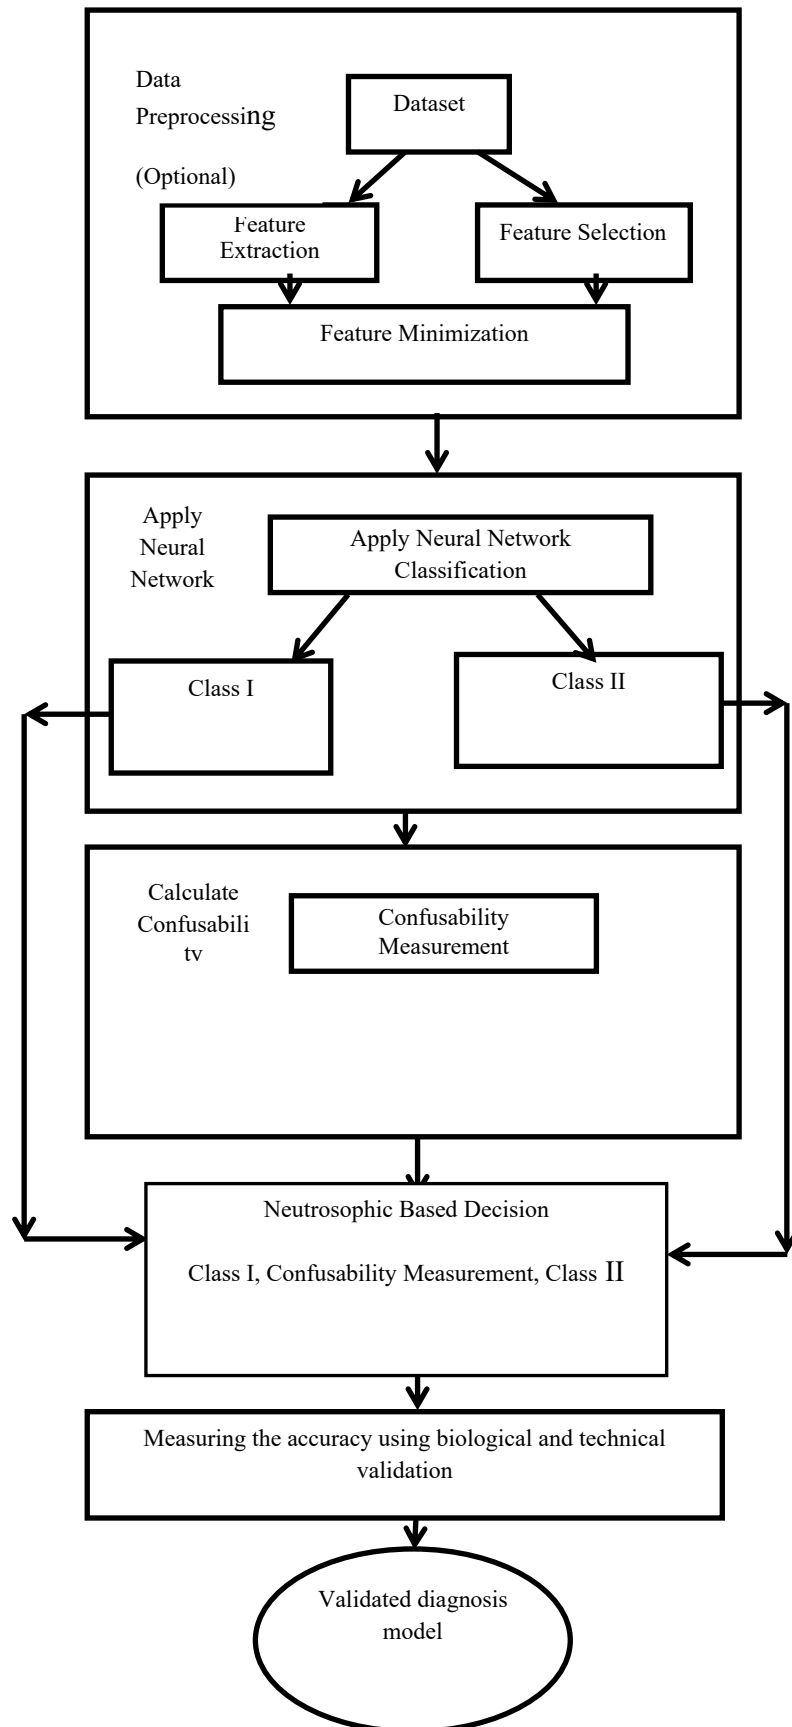 Data
Preprocessing
(Optional)
Dataset
Feature
Extraction
Feature Selection
Feature Minimization
Apply
Neural
Network
Apply Neural Network
Classification
Class I
Class II
Calculate
Confusabili
tv
Confusability
Measurement
Neutrosophic Based Decision
Class I, Confusability Measurement, Class II
Measuring the accuracy using biological and technical
validation
Validated diagnosis
model